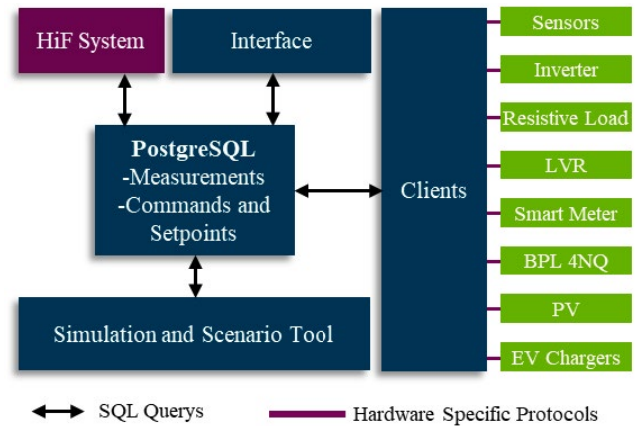 HiF System
Interface
Sensors
Inverter
Resistive Load
LVR
Smart Meter
BPL 4NQ
PV
EV Chargers
PostgreSQL
-Measurements
-Commands and
Setpoints
Clients
Simulation and Scenario Tool
SQL Querys
Hardware Specific Protocols